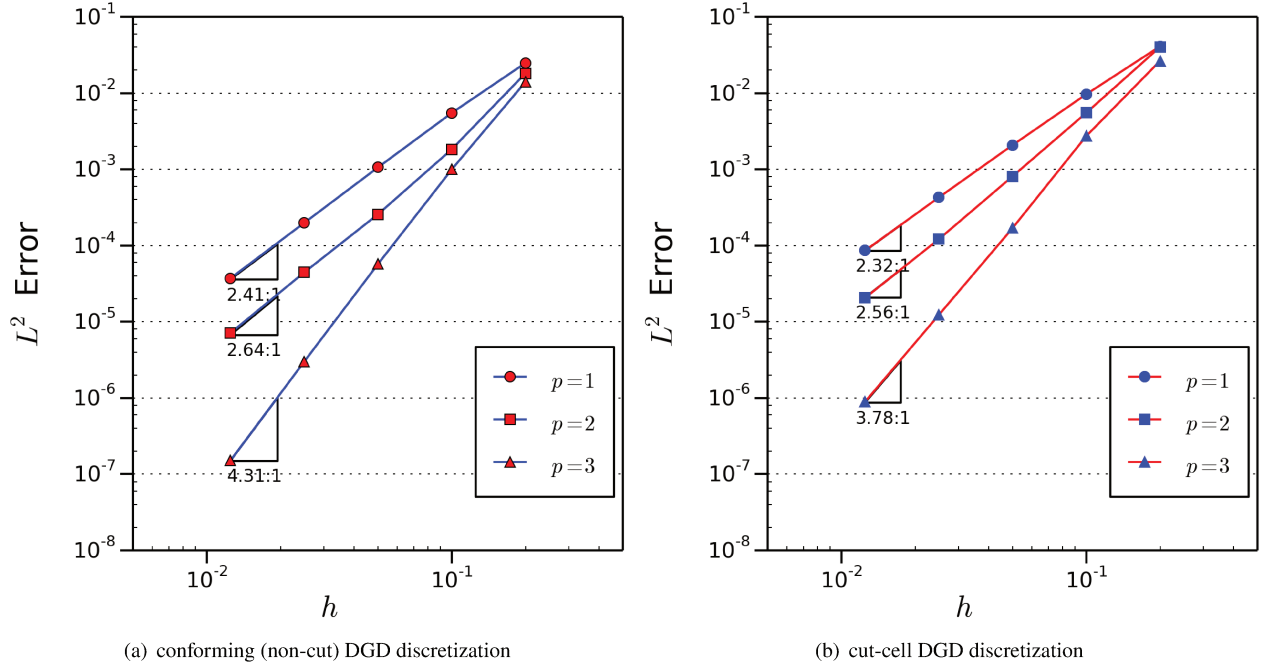 10^-1
10^-2
10^-3
10^-4
10^-5
10^-6
10^-7
10^-8
L^2 Error
2.41:1
2.64:1
4.31:1
p=1
p=2
p=3
10^-2 10^-1
h
(a) conforming (non-cut) DGD discretization
10^-1
10^-2
10^-3
10^-4
10^-5
10^-6
10^-7
10^-8
L^2 Error
2.32:1
2.56:1
3.78:1
p=1
p=2
p=3
10^-2 10^-1
h
(b) cut-cell DGD discretization